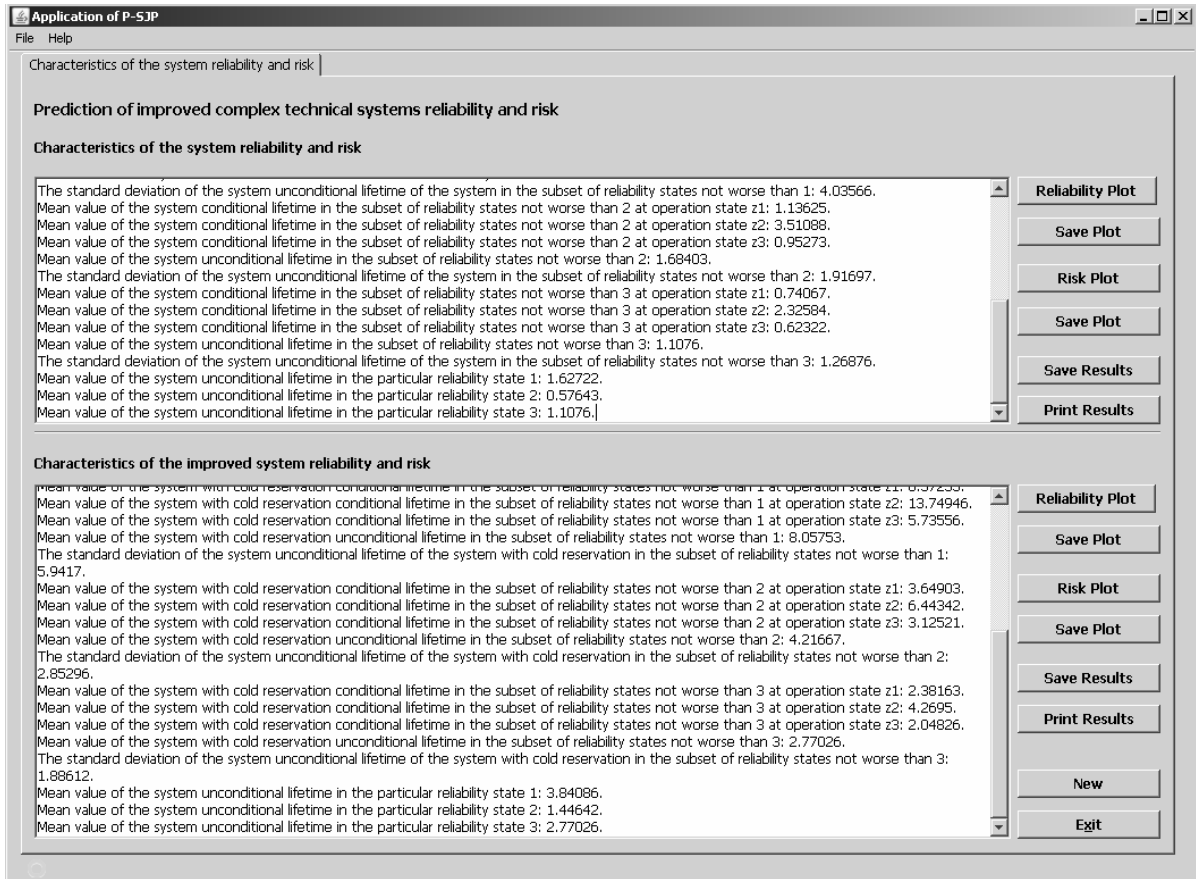 Application of P-SJP
File Help
Characteristics of the system reliability and risk
Prediction of improved complex technical systems reliability and risk
Characteristics of the system reliability and risk
The standard deviation of the system unconditional lifetime of the system in the subset of reliability states not worse than 1: 4.03566.
Mean value of the system conditional lifetime in the subset of reliability states not worse than 2 at operation state z1: 1.13625.
Mean value of the system conditional lifetime in the subset of reliability states not worse than 2 at operation state z2: 3.51088.
Mean value of the system conditional lifetime in the subset of reliability states not worse than 2 at operation state z3: 0.95273.
Mean value of the system unconditional lifetime in the subset of reliability states not worse than 2: 1.68403.
The standard deviation of the system unconditional lifetime of the system in the subset of reliability states not worse than 2: 1.91697.
Mean value of the system conditional lifetime in the subset of reliability states not worse than 3 at operation state z1: 0.74067.
Mean value of the system conditional lifetime in the subset of reliability states not worse than 3 at operation state z2: 2.32584.
Mean value of the system conditional lifetime in the subset of reliability states not worse than 3 at operation state z3: 0.62322.
Mean value of the system unconditional lifetime in the subset of reliability states not worse than 3: 1.1076.
The standard deviation of the system unconditional lifetime of the system in the subset of reliability states not worse than 3: 1.26876.
Mean value of the system unconditional lifetime in the particular reliability state 1: 1.62722.
Mean value of the system unconditional lifetime in the particular reliability state 2: 0.57643.
Mean value of the system unconditional lifetime in the particular reliability state 3: 1.1076.
Reliability Plot
Save Plot
Risk Plot
Save Plot
Save Results
Print Results
Characteristics of the improved system reliability and risk
Mean value of the system with cold reservation conditional lifetime in the subset of reliability states not worse than 1 at operation state z1:
Mean value of the system with cold reservation conditional lifetime in the subset of reliability states not worse than 1 at operation state z2: 13.74946.
Mean value of the system with cold reservation conditional lifetime in the subset of reliability states not worse than 1 at operation state z3: 5.73556.
Mean value of the system with cold reservation unconditional lifetime in the subset of reliability states not worse than 1: 8.05753.
The standard deviation of the system unconditional lifetime of the system with cold reservation in the subset of reliability states not worse than 1:
5.9417.
Mean value of the system with cold reservation conditional lifetime in the subset of reliability states not worse than 2 at operation state z1: 3.64903.
Mean value of the system with cold reservation conditional lifetime in the subset of reliability states not worse than 2 at operation state z2: 6.44342.
Mean value of the system with cold reservation conditional lifetime in the subset of reliability states not worse than 2 at operation state z3: 3.12521.
Mean value of the system with cold reservation unconditional lifetime in the subset of reliability states not worse than 2: 4.21667.
The standard deviation of the system unconditional lifetime of the system with cold reservation in the subset of reliability states not worse than 2:
2.85296.
Mean value of the system with cold reservation conditional lifetime in the subset of reliability states not worse than 3 at operation state z1: 2.38163.
Mean value of the system with cold reservation conditional lifetime in the subset of reliability states not worse than 3 at operation state z2: 4.2695.
Mean value of the system with cold reservation conditional lifetime in the subset of reliability states not worse than 3 at operation state z3: 2.04826.
Mean value of the system with cold reservation unconditional lifetime in the subset of reliability states not worse than 3: 2.77026.
The standard deviation of the system unconditional lifetime of the system with cold reservation in the subset of reliability states not worse than 3:
1.88612.
Mean value of the system unconditional lifetime in the particular reliability state 1: 3.84086.
Mean value of the system unconditional lifetime in the particular reliability state 2: 1.44642.
Mean value of the system unconditional lifetime in the particular reliability state 3: 2.77026.
Reliability Plot
Save Plot
Risk Plot
Save Plot
Save Results
Print Results
New
Exit